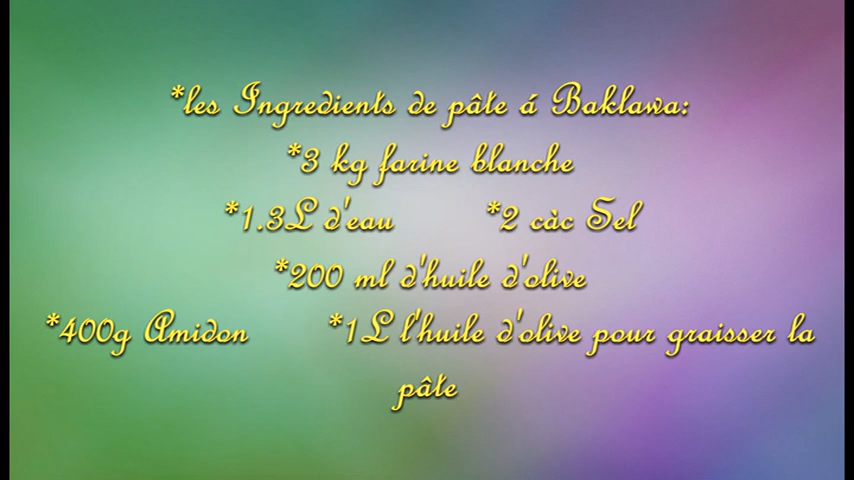 *les Ingredients de pâte á Baklawa:
*3 kg farine blanche
*1.3L d'eau *2 càc Sel
*200 ml d'huile d'olive
*400g Amidon *1L l'huile d'olive pour graisser la
pâte